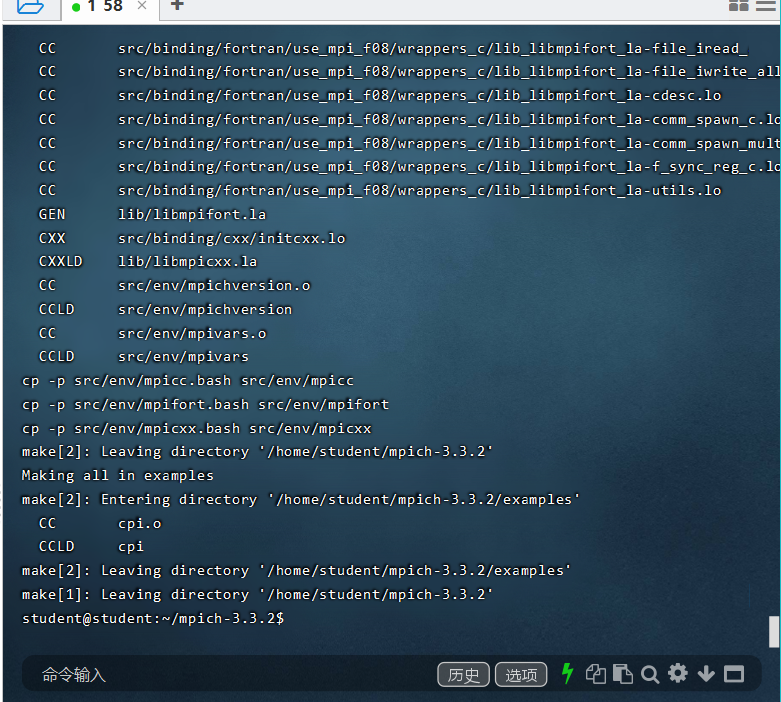 1 58 × +
CC src/binding/fortran/use_mpi_f08/wrappers_c/lib_libmpifort_la-file_iread_
CC src/binding/fortran/use_mpi_f08/wrappers_c/lib_libmpifort_la-file_iwrite_all
CC src/binding/fortran/use_mpi_f08/wrappers_c/lib_libmpifort_la-cdesc.lo
CC src/binding/fortran/use_mpi_f08/wrappers_c/lib_libmpifort_la-comm_spawn_c.lo
CC src/binding/fortran/use_mpi_f08/wrappers_c/lib_libmpifort_la-comm_spawn_mult
CC src/binding/fortran/use_mpi_f08/wrappers_c/lib_libmpifort_la-f_sync_reg_c.lo
CC src/binding/fortran/use_mpi_f08/wrappers_c/lib_libmpifort_la-utils.lo
GEN lib/libmpifort.la
CXX src/binding/cxx/initcxx.lo
CXXLD lib/libmpicxx.la
CC src/env/mpichversion.o
CCLD src/env/mpichversion
CC src/env/mpivars.o
CCLD src/env/mpivars
cp -p src/env/mpicc.bash src/env/mpicc
cp -p src/env/mpifort.bash src/env/mpifort
cp -p src/env/mpicxx.bash src/env/mpicxx
make[2]: Leaving directory '/home/student/mpich-3.3.2'
Making all in examples
make[2]: Entering directory '/home/student/mpich-3.3.2/examples'
CC cpi.o
CCLD cpi
make[2]: Leaving directory '/home/student/mpich-3.3.2/examples'
make[1]: Leaving directory '/home/student/mpich-3.3.2'
student@student:~/mpich-3.3.2$
命令输入 历史 选项